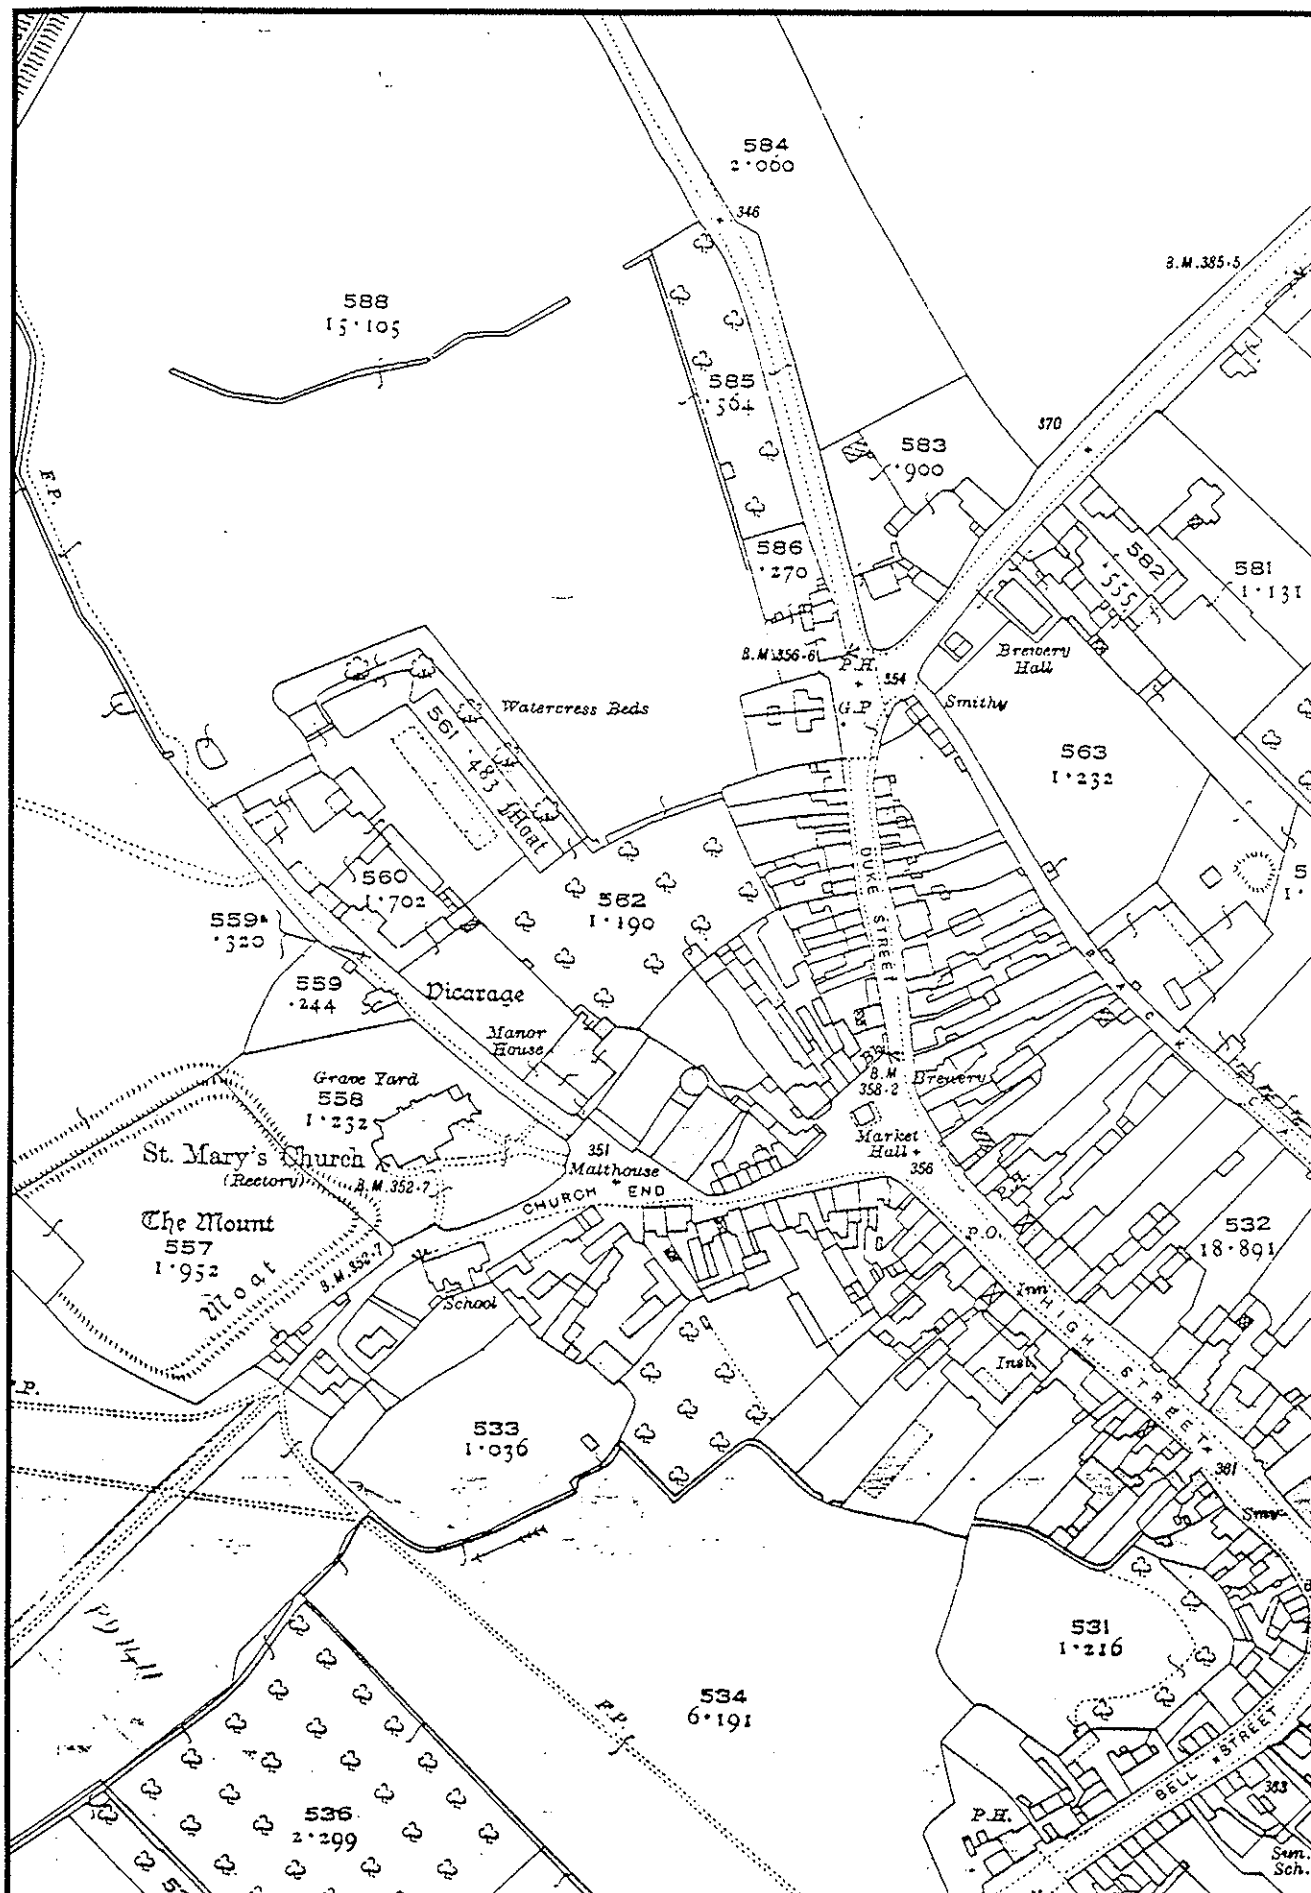 584
2·060
346
B.M.385·5
588
15·105
585
·364
370
583
·900
F.P.
586
·270
582
·555
581
1·131
B.M.356·6
P.H.
354
Brewery
Hall
Watercress Beds
G.P
Smithy
561
·483
Moat
563
1·232
DUKE STREET
560
1·702
562
1·190
559a
·320
559
·244
Vicarage
BACK
Manor
House
Grave Yard
558
1·232
B.M
358·2
Brewery
St. Mary's Church
(Rectory)
B.M.352·7
351
Malthouse
Market
Hall
356
P.H.
CHURCH END
The Mount
557
1·952
Moat
B.M.352·7
P.O.
532
18·891
School
Inn
HIGH STREET
Inst.
F.P.
533
1·036
361
Smy
531
1·216
534
6·191
F.P.
BELL STREET
536
2·299
P.H.
363
Sun.
Sch.